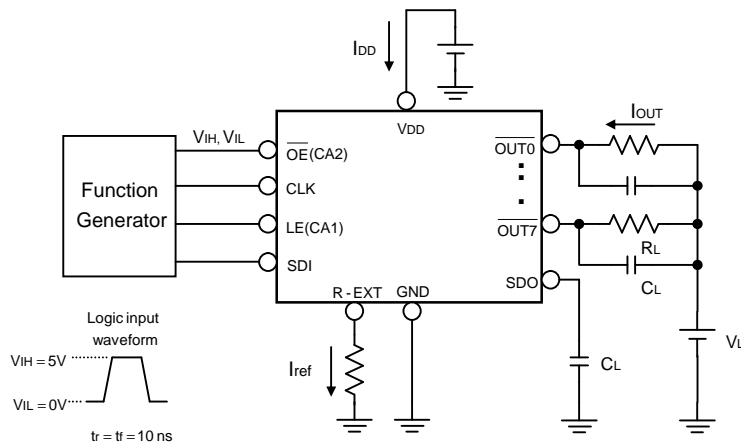 IDD
VDD
IOUT
VIH, VIL
OE(CA2)
OUT0
Function
Generator
CLK
LE(CA1)
OUT7
RL
SDI
SDO
CL
R-EXT
GND
Logic input
waveform
VIH = 5V
VIL = 0V
tr = tf = 10 ns
Iref
CL
VL